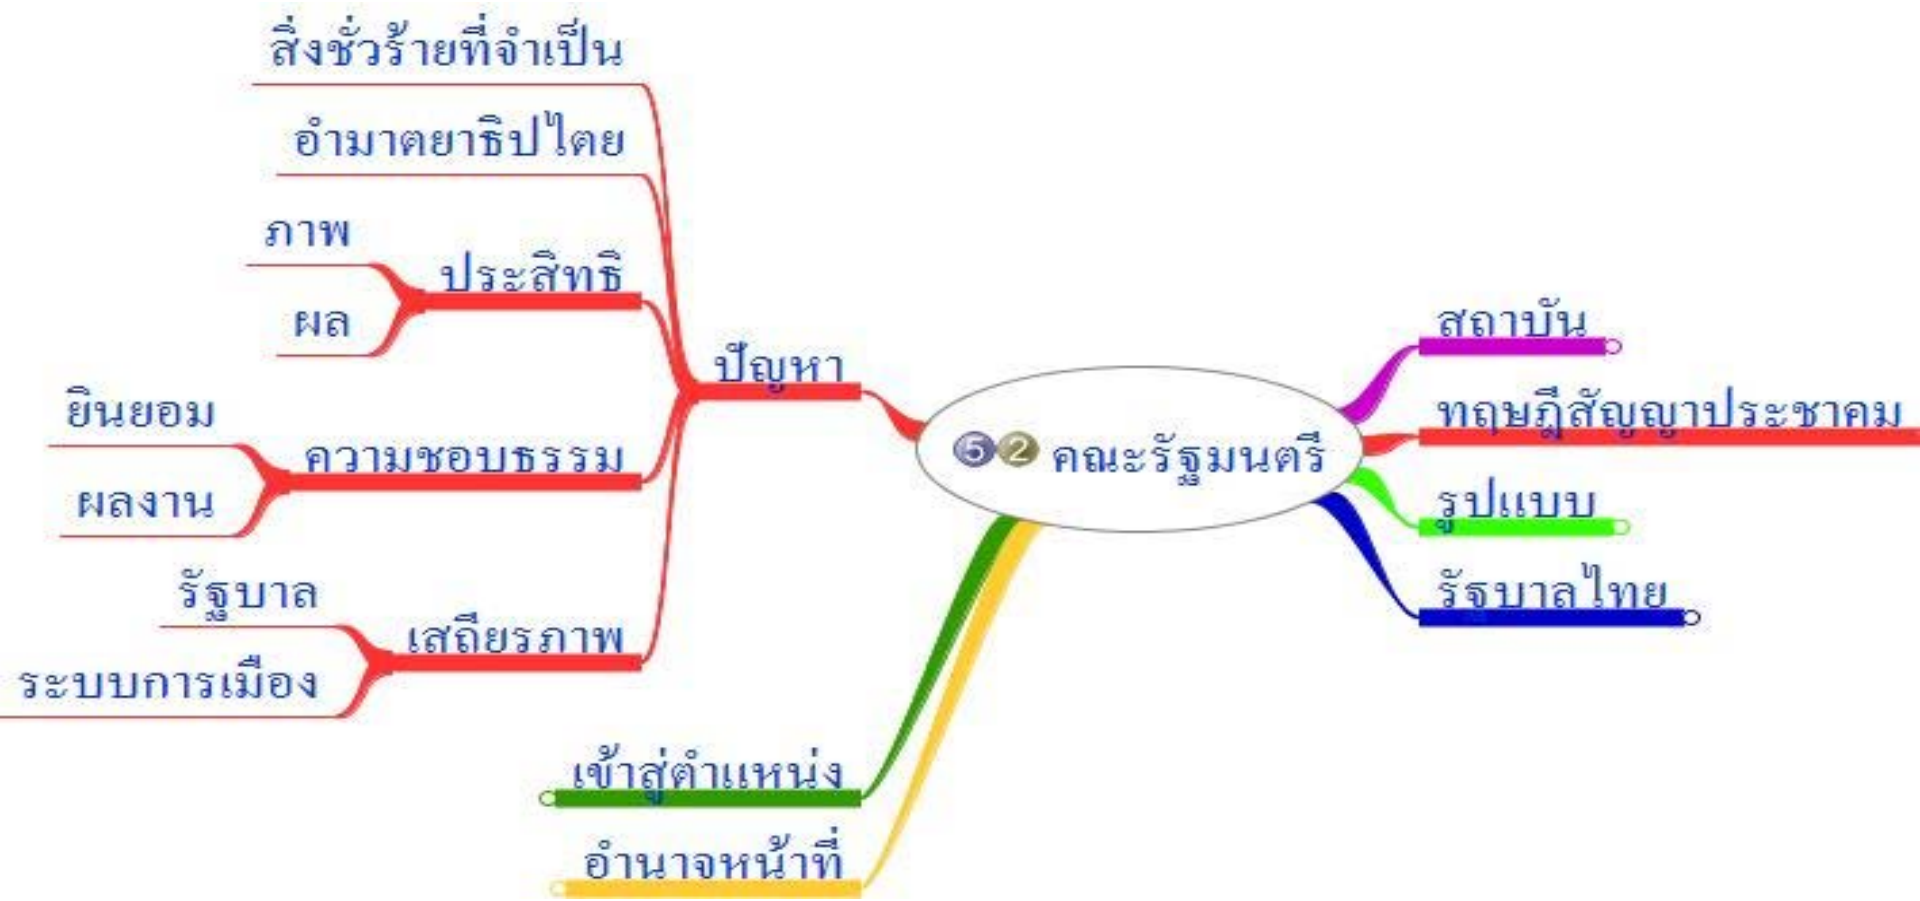 สิ่งชั่วร้ายที่จำเป็น
อำมาตยาธิปไตย
ภาพ
ประสิทธิ
ผล
ปัญหา
ยินยอม
ความชอบธรรม
ผลงาน
รัฐบาล
เสถียรภาพ
ระบบการเมือง
เข้าสู่ตำแหน่ง
อำนาจหน้าที่
5 2 คณะรัฐมนตรี
สถาบัน
ทฤษฎีสัญญาประชาคม
รูปแบบ
รัฐบาลไทย